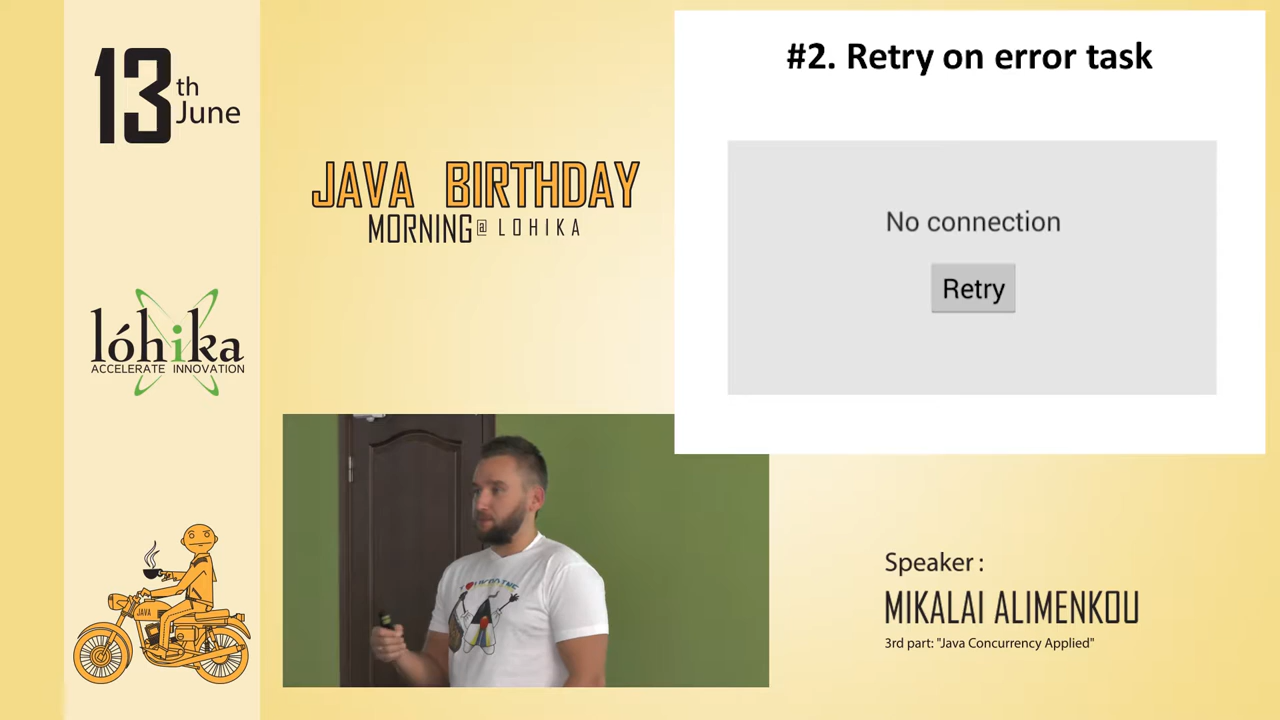 13th
June
JAVA BIRTHDAY
MORNING @ LOHIKA
lóhika
ACCELERATE INNOVATION
JAVA
#2. Retry on error task
No connection
Retry
Speaker :
MIKALAI ALIMENKOU
3rd part: "Java Concurrency Applied"